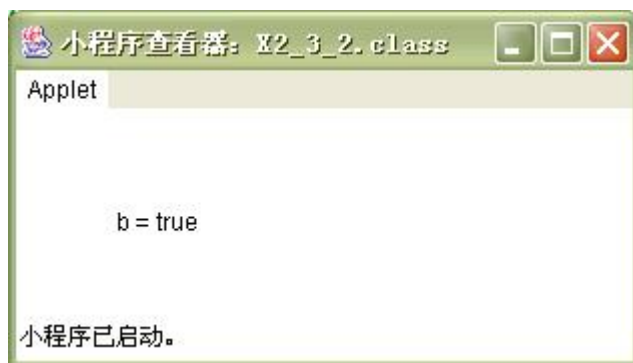 小程序查看器: X2_3_2.class
Applet
b = true
小程序已启动。